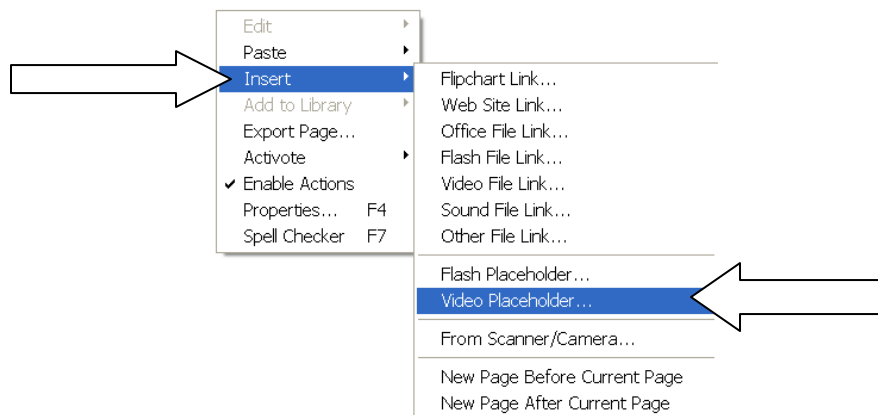 Edit
Paste
Insert
Add to Library
Export Page...
Activote
Enable Actions
Properties... F4
Spell Checker F7
Flipchart Link...
Web Site Link...
Office File Link...
Flash File Link...
Video File Link...
Sound File Link...
Other File Link...
Flash Placeholder...
Video Placeholder...
From Scanner/Camera...
New Page Before Current Page
New Page After Current Page